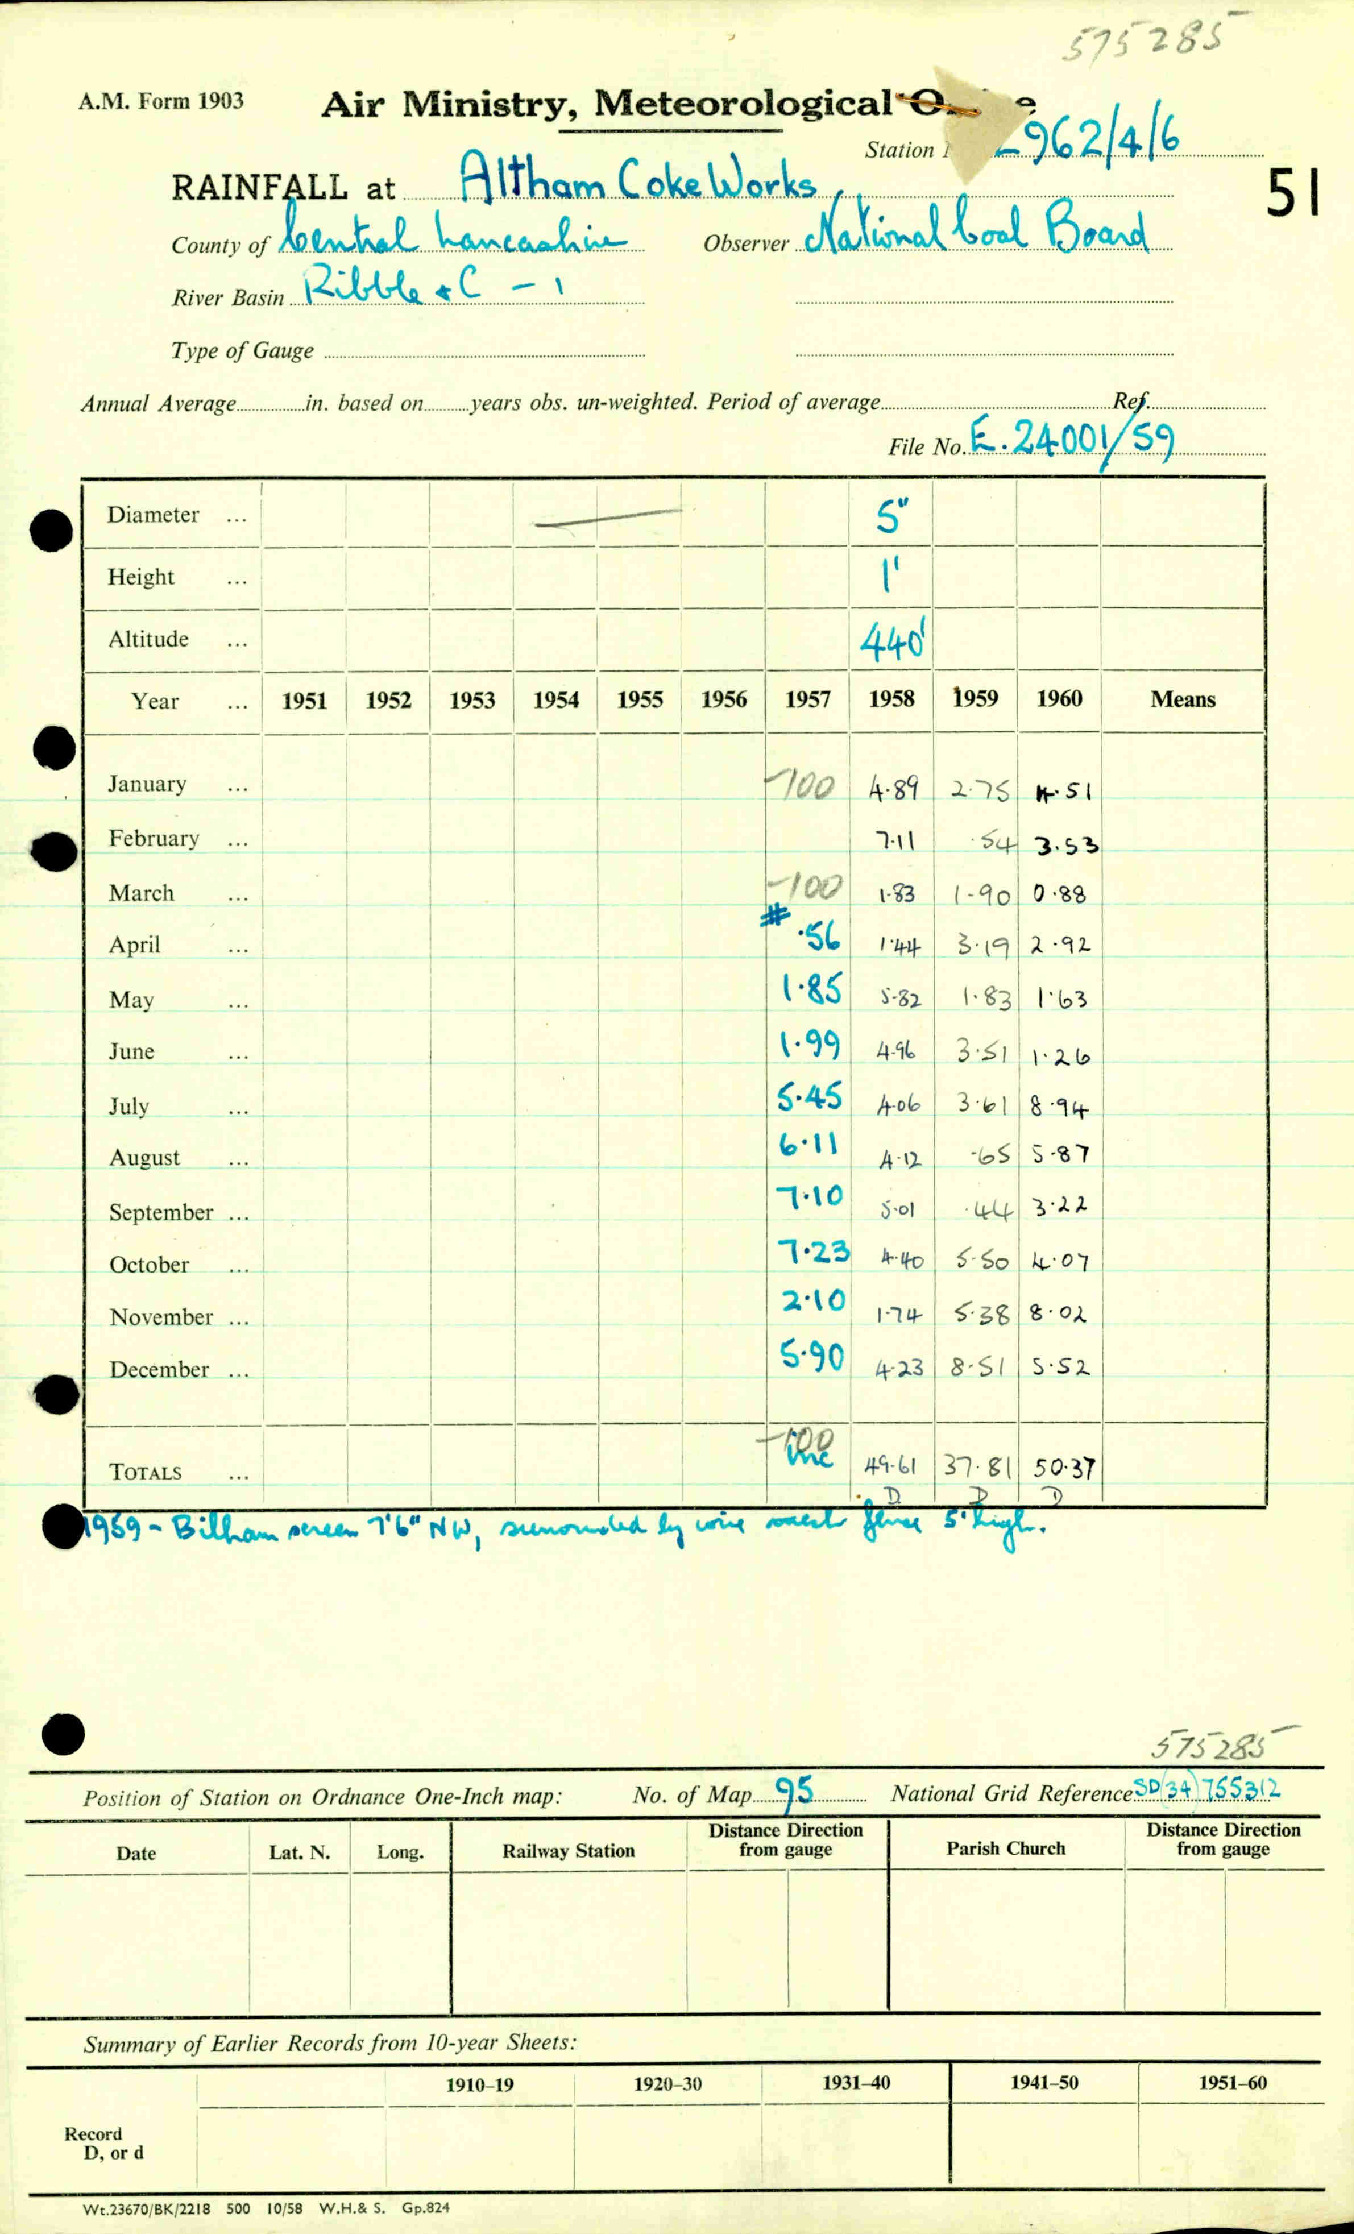 575285
A.M. Form 1903 Air Ministry, Meteorological O e
Station 2962/4/6
RAINFALL at Altham Coke Works, 51
County of Central Lancashire Observer National Coal Board
River Basin Ribble & C - 1
Type of Gauge
Annual Average in. based on years obs. un-weighted. Period of average Ref.
File No. E.24001/59
Diameter ... 5"
Height ... 1'
Altitude ... 440'
Year ... 1951 1952 1953 1954 1955 1956 1957 1958 1959 1960 Means
January ... -100 4.89 2.75 4.51
February ... 7.11 .54 3.53
March ... -100 1.83 1.90 0.88
April ... # .56 1.44 3.19 2.92
May ... 1.85 5.82 1.83 1.63
June ... 1.99 4.96 3.51 1.26
July ... 5.45 4.06 3.61 8.94
August ... 6.11 4.12 .65 5.87
September ... 7.10 5.01 .44 3.22
October ... 7.23 4.40 5.50 4.07
November ... 2.10 1.74 5.38 8.02
December ... 5.90 4.23 8.51 5.52
-100
TOTALS ... inc 49.61 37.81 50.37
D D D
1959 - Bilham screen 7'6" NW, surrounded by wire mesh fence 5' high.
575285
Position of Station on Ordnance One-Inch map: No. of Map 95 National Grid Reference SD(34)755312
Date Lat. N. Long. Railway Station Distance Direction from gauge Parish Church Distance Direction from gauge
Summary of Earlier Records from 10-year Sheets:
1910–19 1920–30 1931–40 1941–50 1951–60
Record
D, or d
Wt.23670/BK/2218 500 10/58 W.H.& S. Gp.824